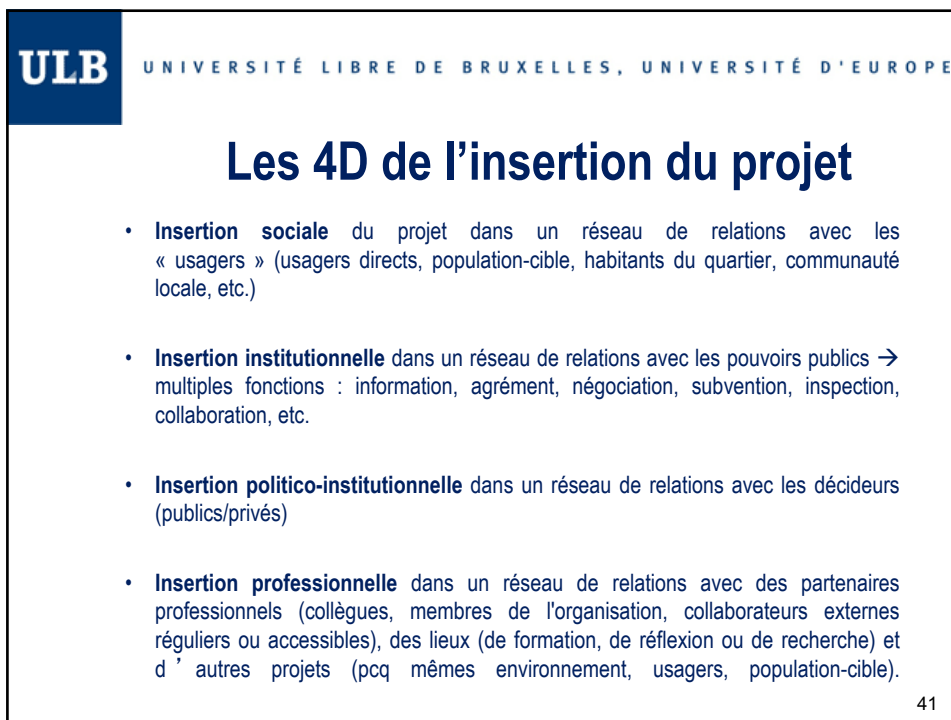 ULB UNIVERSITÉ LIBRE DE BRUXELLES, UNIVERSITÉ D'EUROPE
Les 4D de l’insertion du projet
• Insertion sociale du projet dans un réseau de relations avec les
« usagers » (usagers directs, population-cible, habitants du quartier, communauté
locale, etc.)
• Insertion institutionnelle dans un réseau de relations avec les pouvoirs publics →
multiples fonctions : information, agrément, négociation, subvention, inspection,
collaboration, etc.
• Insertion politico-institutionnelle dans un réseau de relations avec les décideurs
(publics/privés)
• Insertion professionnelle dans un réseau de relations avec des partenaires
professionnels (collègues, membres de l'organisation, collaborateurs externes
réguliers ou accessibles), des lieux (de formation, de réflexion ou de recherche) et
d ’ autres projets (pcq mêmes environnement, usagers, population-cible).
41